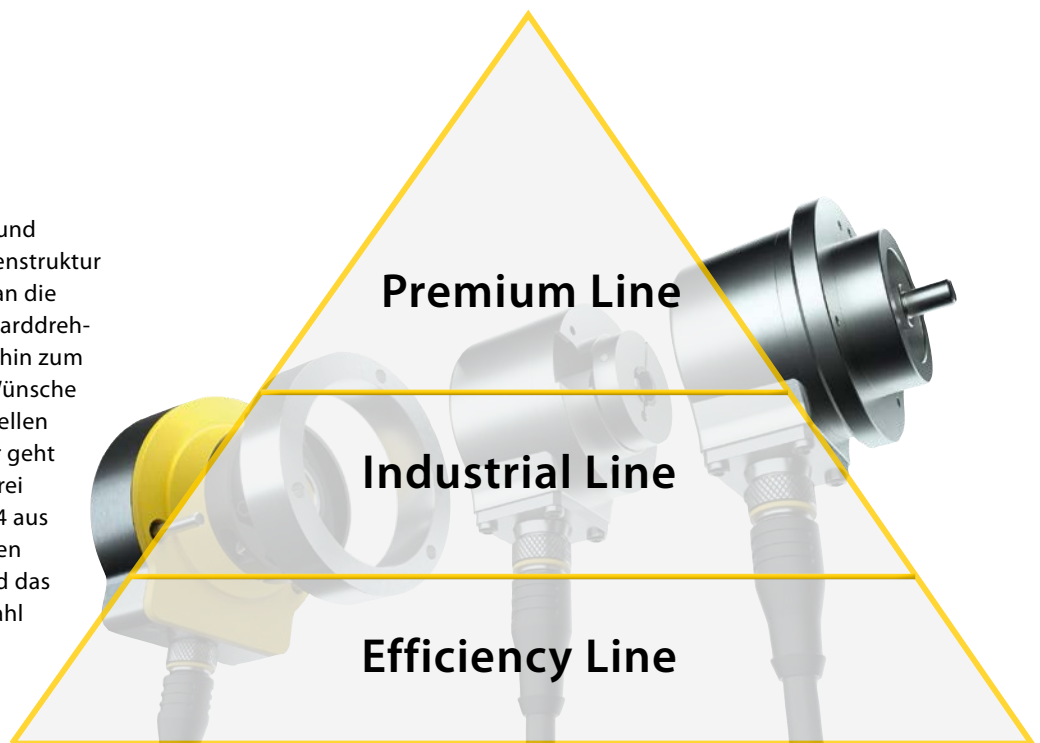 und
enstruktur
an die
arddreh-
hin zum
Wünsche
ellen
r geht
rei
4 aus
en
d das
ahl
Premium Line
Industrial Line
Efficiency Line